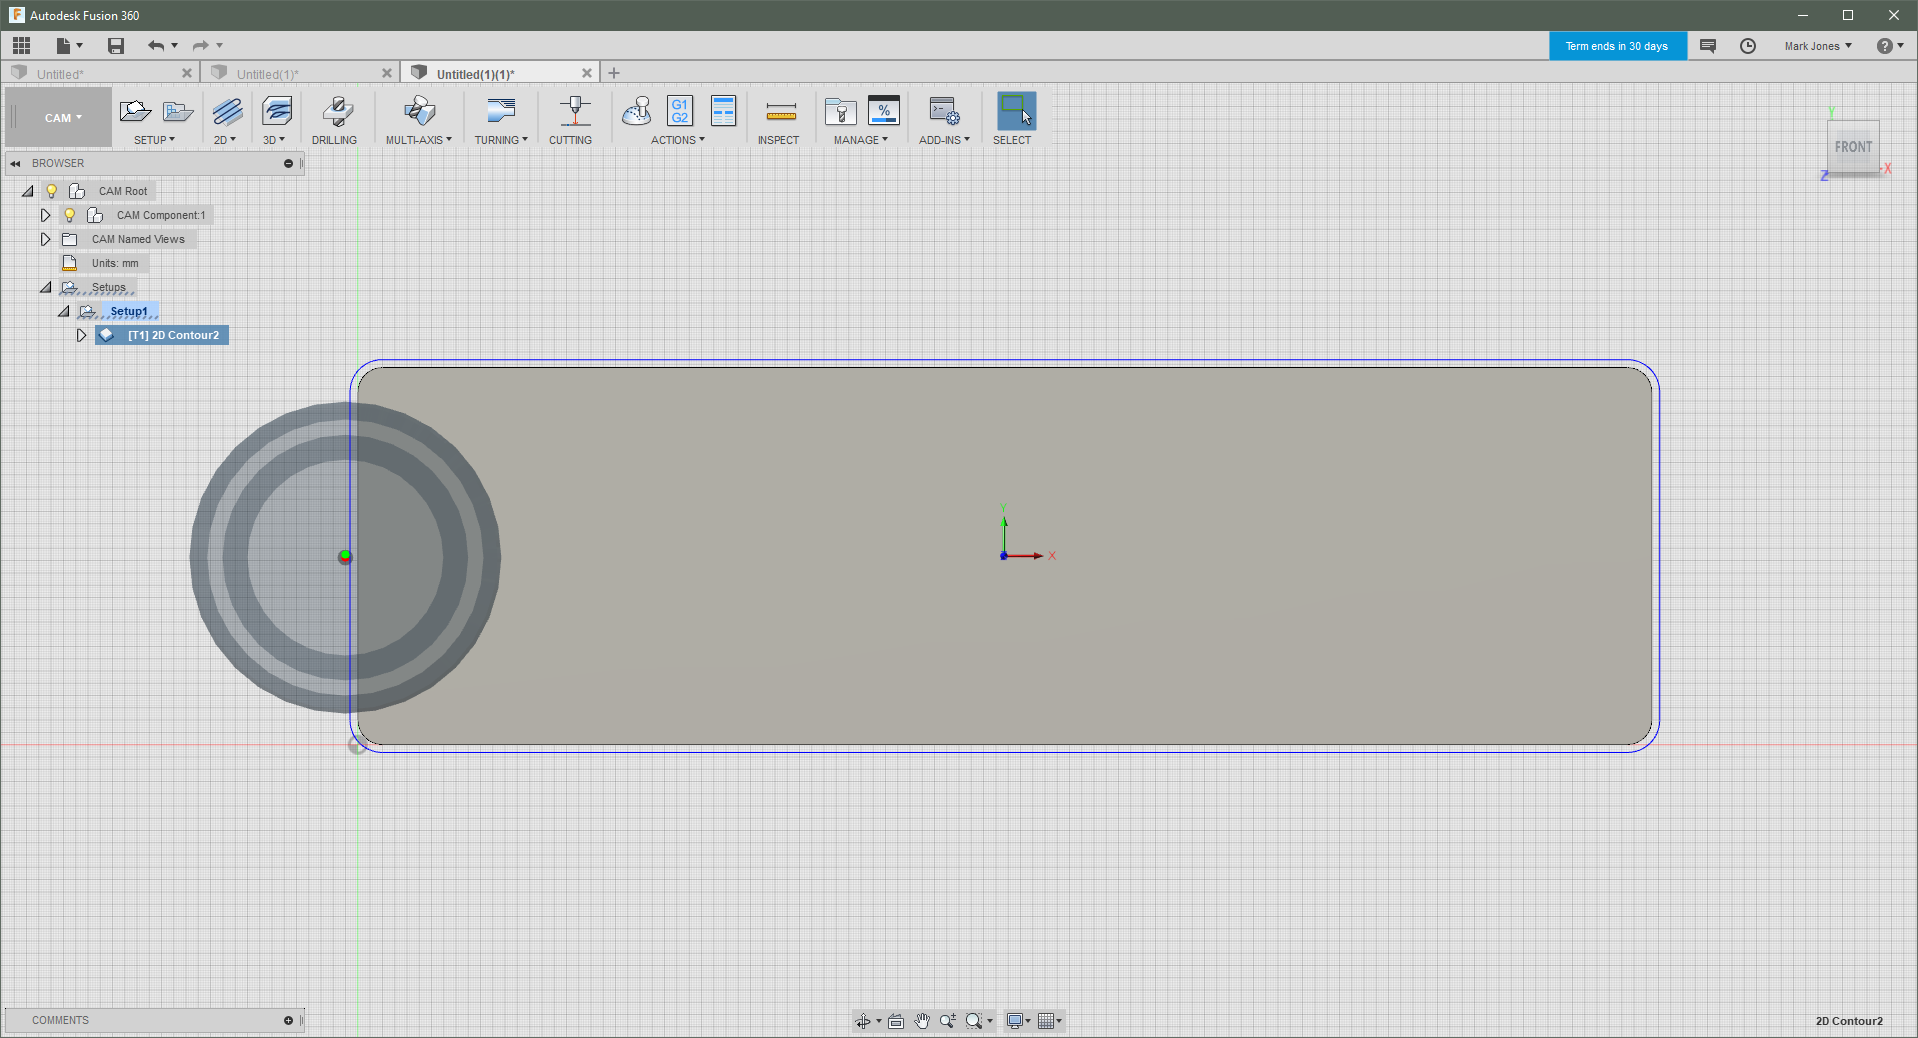 Autodesk Fusion 360
Term ends in 30 days
Mark Jones
Untitled*
Untitled(1)*
Untitled(1)(1)*
CAM
SETUP
2D
3D
DRILLING
MULTI-AXIS
TURNING
CUTTING
G1
G2
ACTIONS
INSPECT
MANAGE
ADD-INS
SELECT
BROWSER
CAM Root
CAM Component:1
CAM Named Views
Units: mm
Setups
Setup1
[T1] 2D Contour2
Y
FRONT
X
Z
Y
X
COMMENTS
2D Contour2